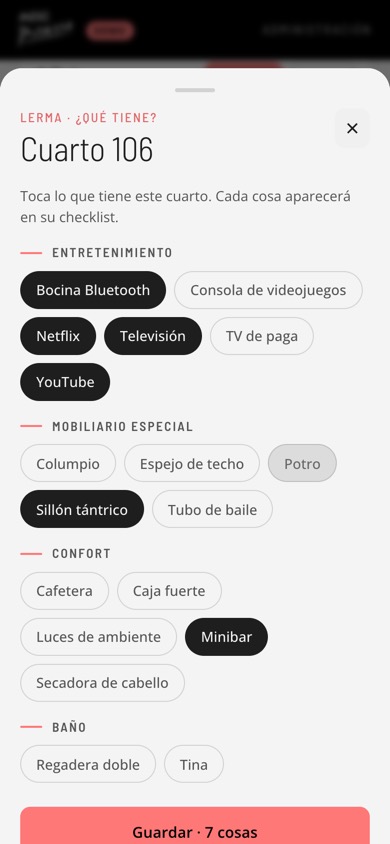 LERMA · ¿QUÉ TIENE?
Cuarto 106
Toca lo que tiene este cuarto. Cada cosa aparecerá
en su checklist.
ENTRETENIMIENTO
Bocina Bluetooth
Consola de videojuegos
Netflix
Televisión
TV de paga
YouTube
MOBILIARIO ESPECIAL
Columpio
Espejo de techo
Potro
Sillón tántrico
Tubo de baile
CONFORT
Cafetera
Caja fuerte
Luces de ambiente
Minibar
Secadora de cabello
BAÑO
Regadera doble
Tina
Guardar · 7 cosas